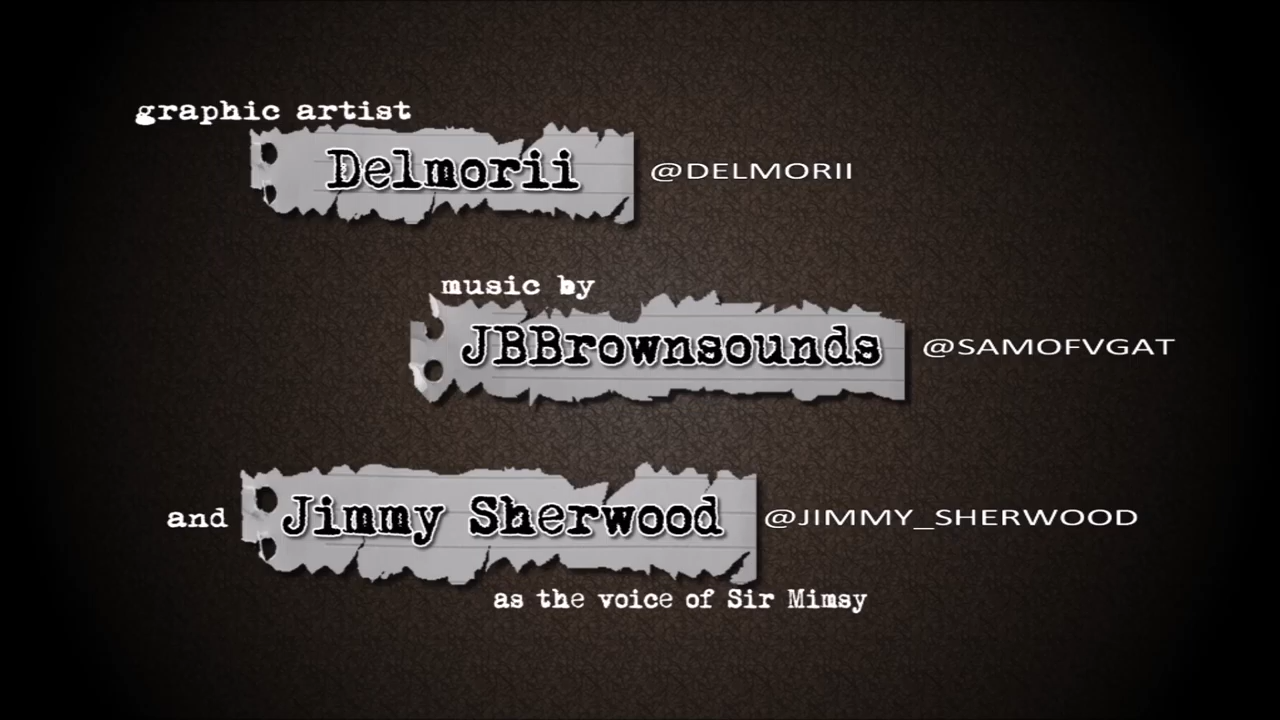 graphic artist
Delmorii @DELMORII
music by
JBBrownsounds @SAMOFVGAT
and Jimmy Sherwood @JIMMY_SHERWOOD
as the voice of Sir Mimsy